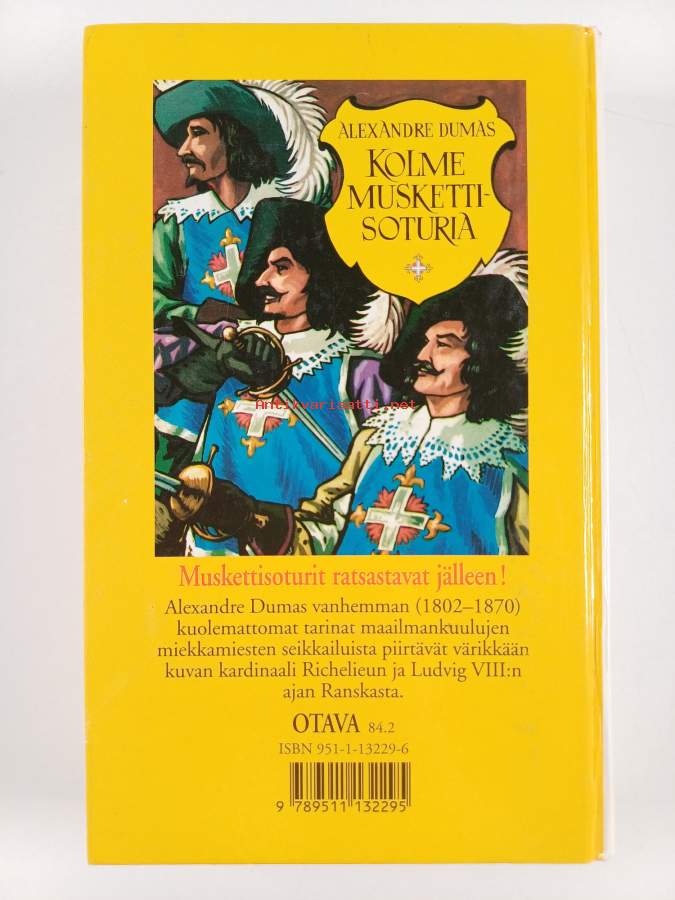 ALEXANDRE DUMAS
KOLME
MUSKETTI-
SOTURIA
Antikvariaatti.net
Muskettisoturit ratsastavat jälleen!
Alexandre Dumas vanhemman (1802–1870)
kuolemattomat tarinat maailmankuulujen
miekkamiesten seikkailuista piirtävät värikkään
kuvan kardinaali Richelieun ja Ludvig VIII:n
ajan Ranskasta.
OTAVA 84.2
ISBN 951-1-13229-6
9 789511 132295